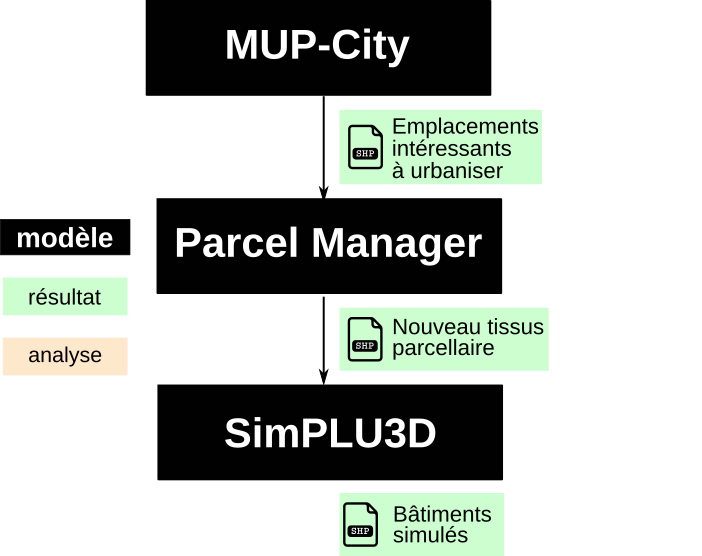 MUP-City
Emplacements
intéressants
à urbaniser
SHP
Parcel Manager
modèle
résultat
analyse
Nouveau tissus
parcellaire
SHP
SimPLU3D
Bâtiments
simulés
SHP